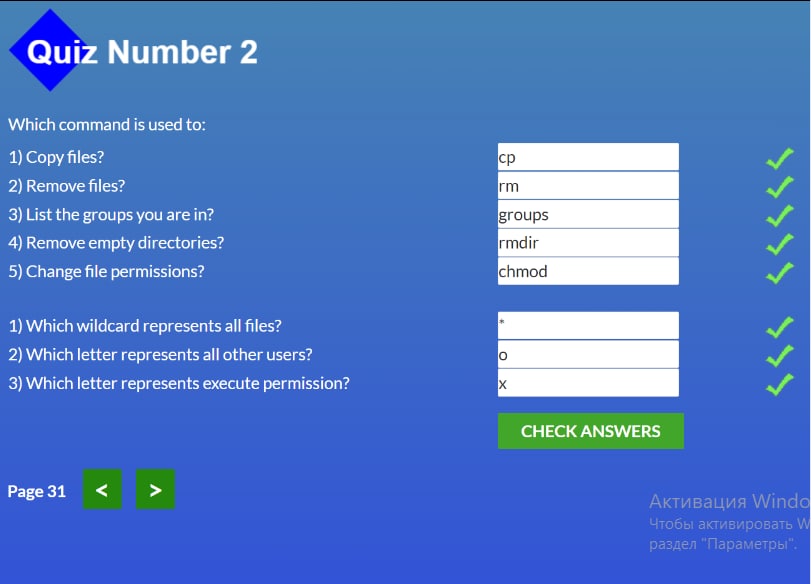 Quiz Number 2
Which command is used to:
1) Copy files? cp
2) Remove files? rm
3) List the groups you are in? groups
4) Remove empty directories? rmdir
5) Change file permissions? chmod
1) Which wildcard represents all files? *
2) Which letter represents all other users? o
3) Which letter represents execute permission? x
CHECK ANSWERS
Page 31 < >
Активация Windo
Чтобы активировать W
раздел "Параметры".